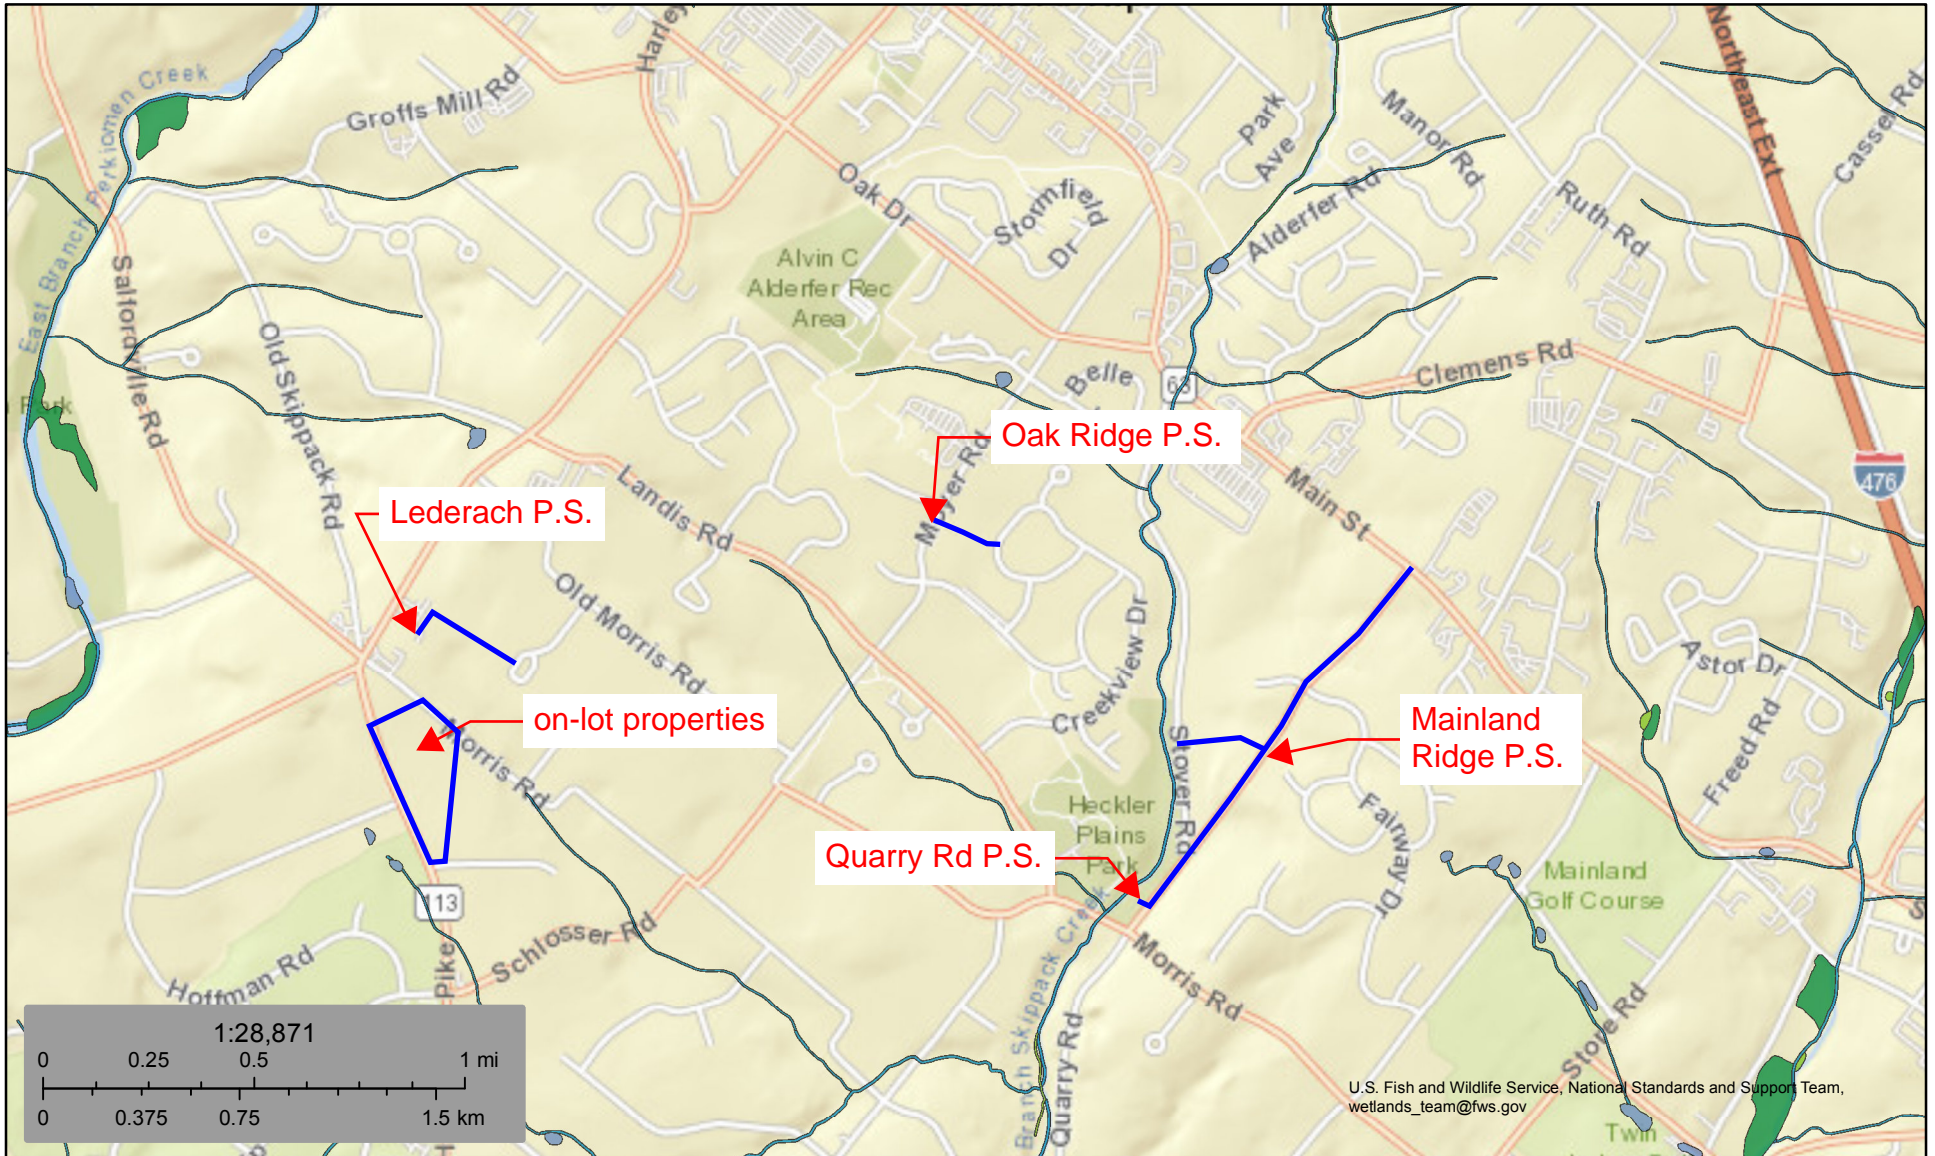 Harley
Groffs Mill Rd
Creek
Perkiomen
East Branch
Salfordville Rd
Old Skippack Rd
Park
Oak Dr
Stormfield
Dr
Park
Ave
Manor Rd
Alderfer Rd
Ruth Rd
Northeast Ext
Cassel Rd
Alvin C
Alderfer Rec
Area
Belle
63
Clemens Rd
476
Oak Ridge P.S.
Moyer Rd
Main St
Landis Rd
Lederach P.S.
Old Morris Rd
Creekview Dr
Astor Dr
Freed Rd
on-lot properties
Morris Rd
Stover Rd
Mainland
Ridge P.S.
Heckler
Plains
Park
Fairway Dr
Quarry Rd P.S.
Mainland
Golf Course
113
Pike
Schlosser Rd
Hoffman Rd
Branch Skippack Creek
Quarry Rd
Morris Rd
Store Rd
1:28,871
0 0.25 0.5 1 mi
0 0.375 0.75 1.5 km
U.S. Fish and Wildlife Service, National Standards and Support Team,
wetlands_team@fws.gov
Twin